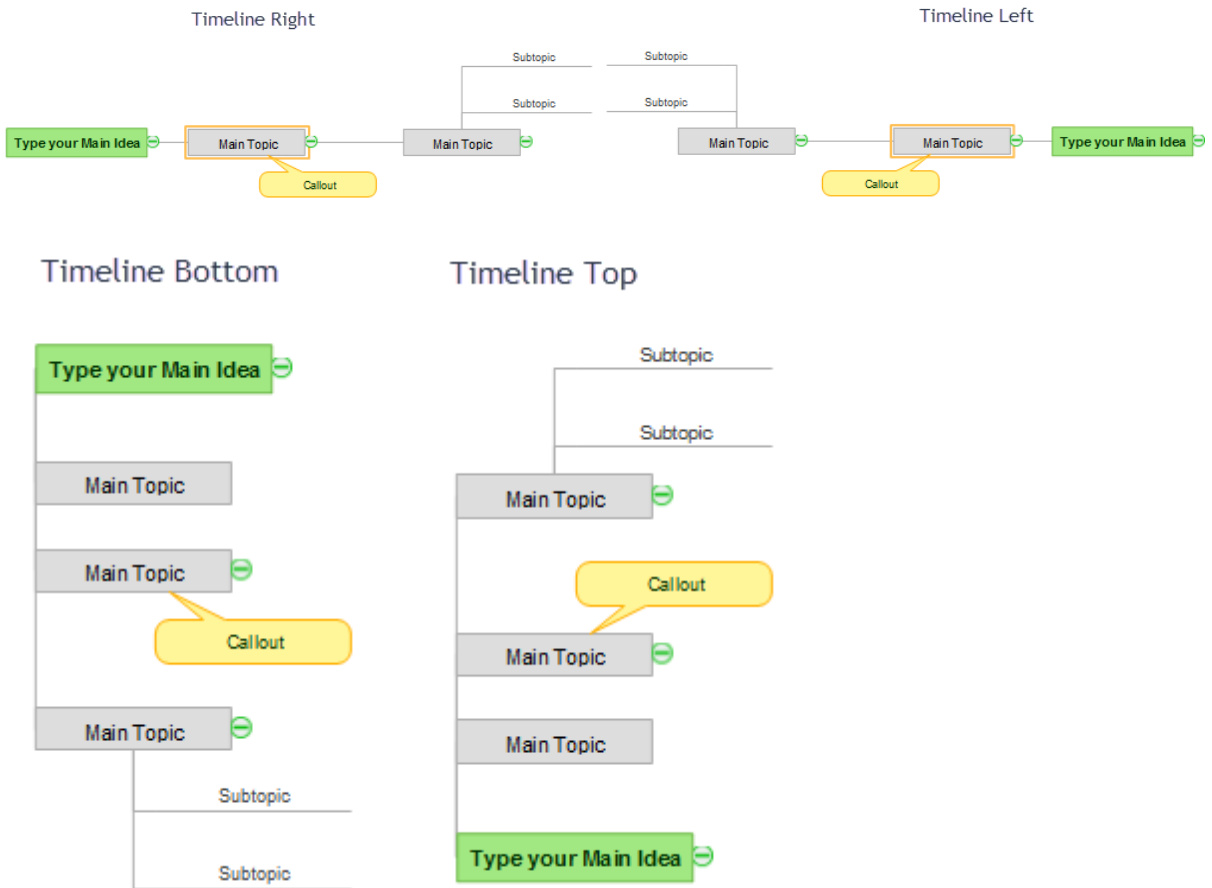 Timeline Right
Timeline Left
Subtopic
Subtopic
Subtopic
Subtopic
Type your Main Idea
Main Topic
Main Topic
Main Topic
Main Topic
Type your Main Idea
Callout
Callout
Timeline Bottom
Type your Main Idea
Main Topic
Main Topic
Callout
Main Topic
Subtopic
Subtopic
Timeline Top
Subtopic
Subtopic
Main Topic
Callout
Main Topic
Main Topic
Type your Main Idea